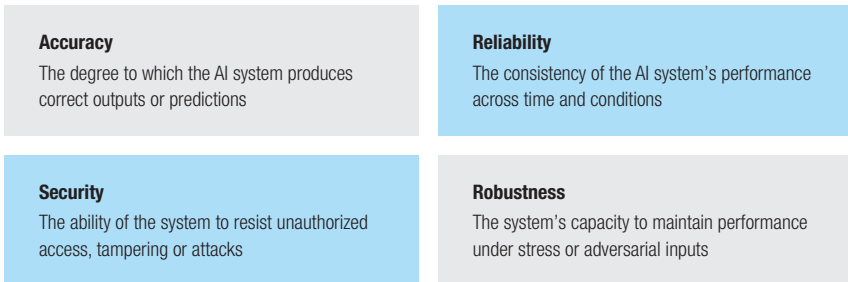 Accuracy
The degree to which the AI system produces
correct outputs or predictions
Reliability
The consistency of the AI system’s performance
across time and conditions
Security
The ability of the system to resist unauthorized
access, tampering or attacks
Robustness
The system’s capacity to maintain performance
under stress or adversarial inputs